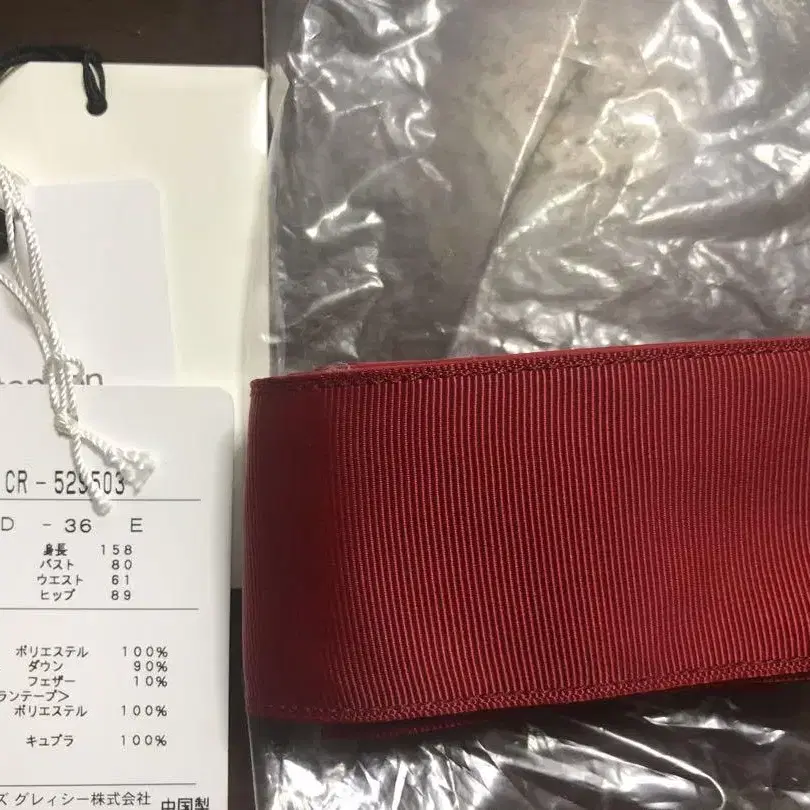 CR-529503
D - 36 E
身長 158
バスト 80
ウエスト 61
ヒップ 89
ポリエステル 100%
ダウン 90%
フェザー 10%
ランテープ>
ポリエステル 100%
キュプラ 100%
ズ グレィシー株式会社 中国製